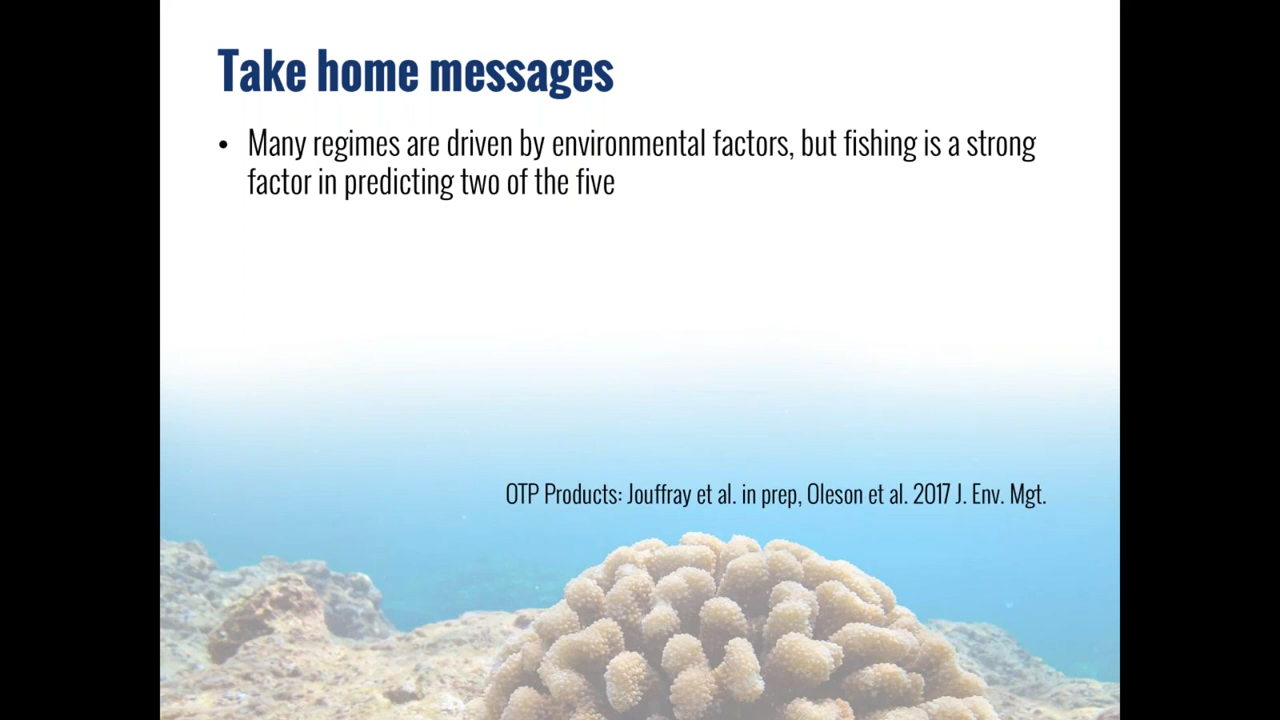 Take home messages
• Many regimes are driven by environmental factors, but fishing is a strong
factor in predicting two of the five
OTP Products: Jouffray et al. in prep, Oleson et al. 2017 J. Env. Mgt.